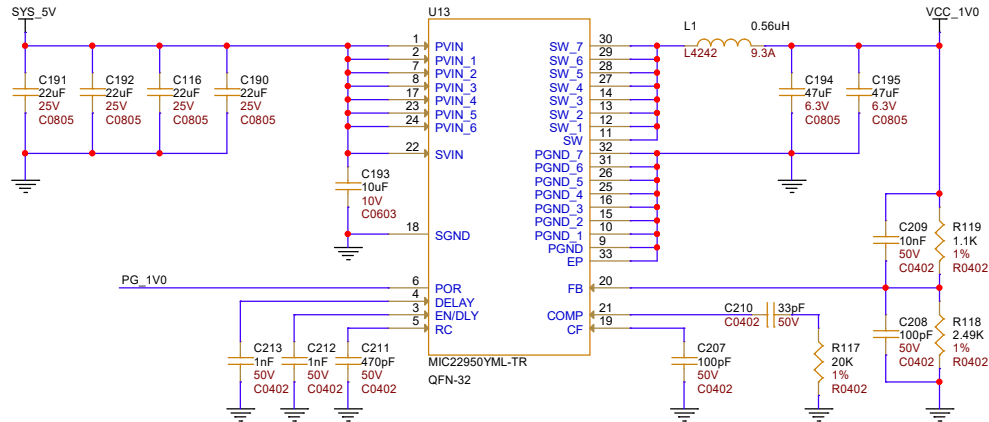 SYS_5V
U13
VCC_1V0
L1 0.56uH
L4242 9.3A
1 PVIN
2 PVIN_1
7 PVIN_2
8 PVIN_3
17 PVIN_4
23 PVIN_5
24 PVIN_6
22 SVIN
18 SGND
6 POR
4 DELAY
3 EN/DLY
5 RC
SW_7 30
SW_6 29
SW_5 28
SW_4 27
SW_3 14
SW_2 13
SW_1 12
SW 11
PGND_7 32
PGND_6 31
PGND_5 26
PGND_4 25
PGND_3 16
PGND_2 15
PGND_1 10
PGND 9
EP 33
FB 20
COMP 21
CF 19
MIC22950YML-TR
QFN-32
C191
22uF
25V
C0805
C192
22uF
25V
C0805
C116
22uF
25V
C0805
C190
22uF
25V
C0805
C193
10uF
10V
C0603
C194
47uF
6.3V
C0805
C195
47uF
6.3V
C0805
C209
10nF
50V
C0402
R119
1.1K
1%
R0402
PG_1V0
C210 33pF
C0402 50V
C208
100pF
50V
C0402
R118
2.49K
1%
R0402
C213
1nF
50V
C0402
C212
1nF
50V
C0402
C211
470pF
50V
C0402
C207
100pF
50V
C0402
R117
20K
1%
R0402